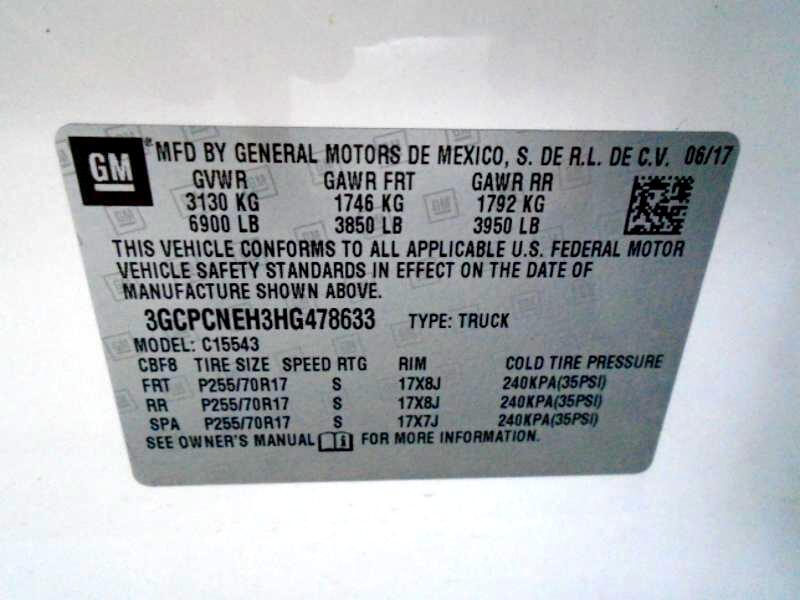 GM MFD BY GENERAL MOTORS DE MEXICO, S. DE R.L. DE C.V. 06/17
GVWR GAWR FRT GAWR RR
3130 KG 1746 KG 1792 KG
6900 LB 3850 LB 3950 LB
THIS VEHICLE CONFORMS TO ALL APPLICABLE U.S. FEDERAL MOTOR
VEHICLE SAFETY STANDARDS IN EFFECT ON THE DATE OF
MANUFACTURE SHOWN ABOVE.
3GCPCNEH3HG478633 TYPE: TRUCK
MODEL: C15543
CBF8 TIRE SIZE SPEED RTG RIM COLD TIRE PRESSURE
FRT P255/70R17 S 17X8J 240KPA(35PSI)
RR P255/70R17 S 17X8J 240KPA(35PSI)
SPA P255/70R17 S 17X7J 240KPA(35PSI)
SEE OWNER'S MANUAL FOR MORE INFORMATION.